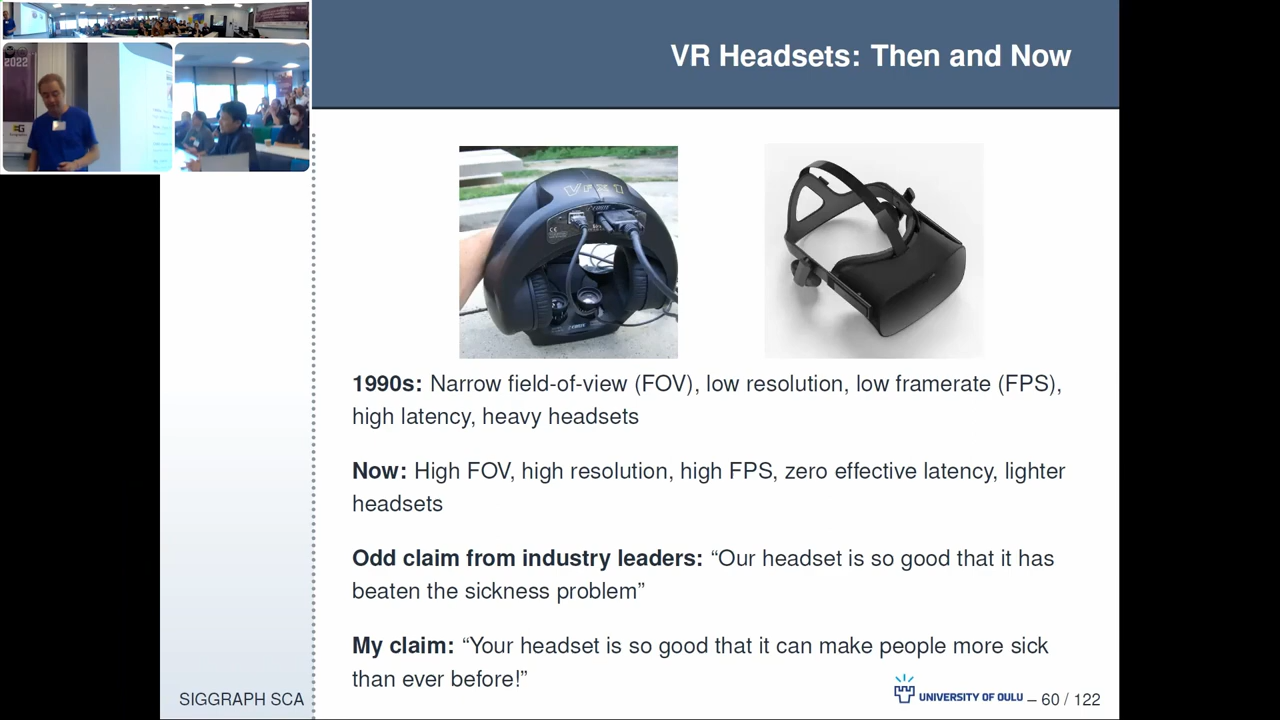 VR Headsets: Then and Now
2022
EG
VFX1
1990s: Narrow field-of-view (FOV), low resolution, low framerate (FPS),
high latency, heavy headsets
Now: High FOV, high resolution, high FPS, zero effective latency, lighter
headsets
Odd claim from industry leaders: “Our headset is so good that it has
beaten the sickness problem”
My claim: “Your headset is so good that it can make people more sick
than ever before!”
SIGGRAPH SCA
UNIVERSITY OF OULU – 60 / 122